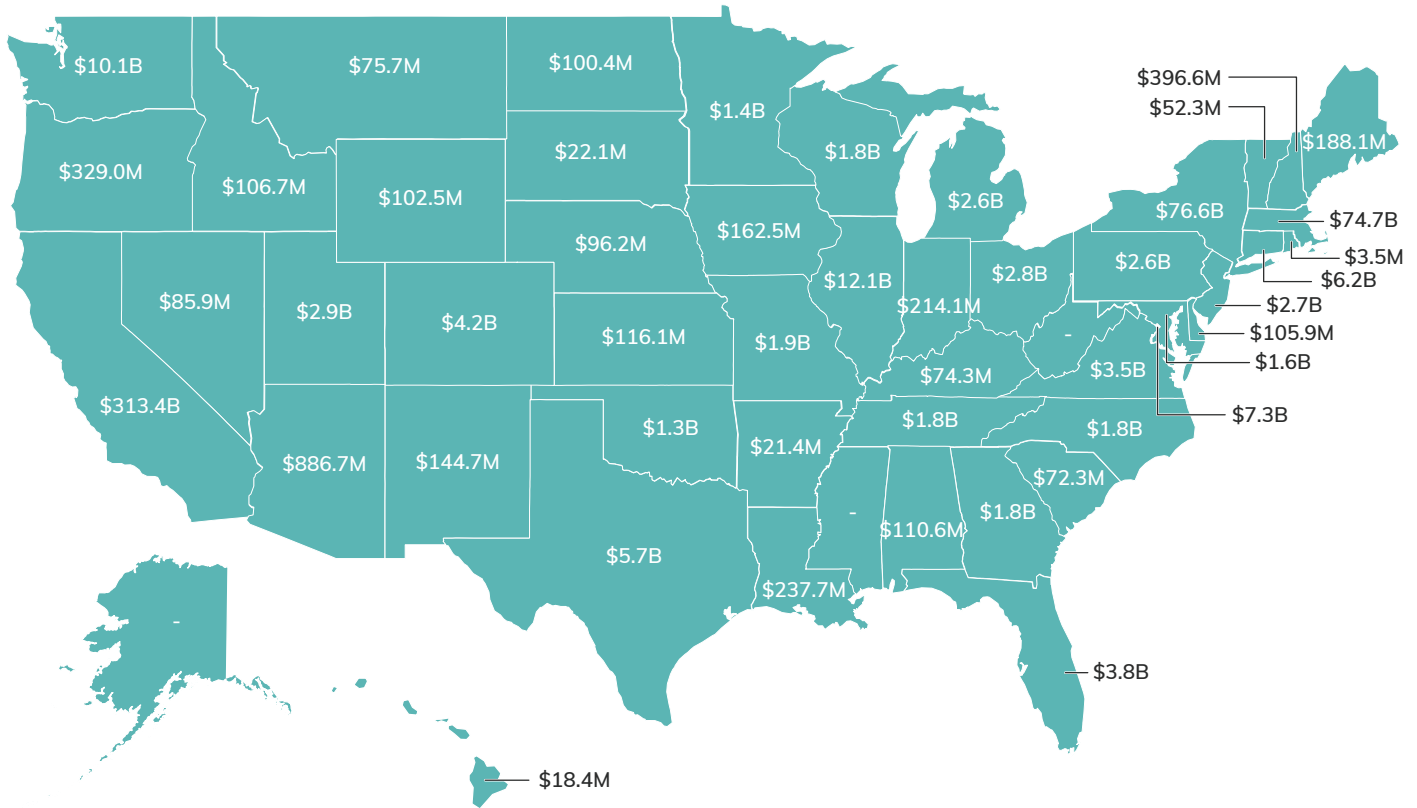 $10.1B
$75.7M
$100.4M
$1.4B
$396.6M
$52.3M
$188.1M
$329.0M
$106.7M
$102.5M
$22.1M
$1.8B
$2.6B
$76.6B
$74.7B
$3.5M
$6.2B
$2.7B
$105.9M
$1.6B
$7.3B
$85.9M
$2.9B
$4.2B
$96.2M
$162.5M
$12.1B
$214.1M
$2.8B
$2.6B
$116.1M
$1.9B
$74.3M
-
$3.5B
$313.4B
$886.7M
$144.7M
$1.3B
$21.4M
$1.8B
$1.8B
$72.3M
$5.7B
$237.7M
-
$110.6M
$1.8B
$3.8B
-
$18.4M